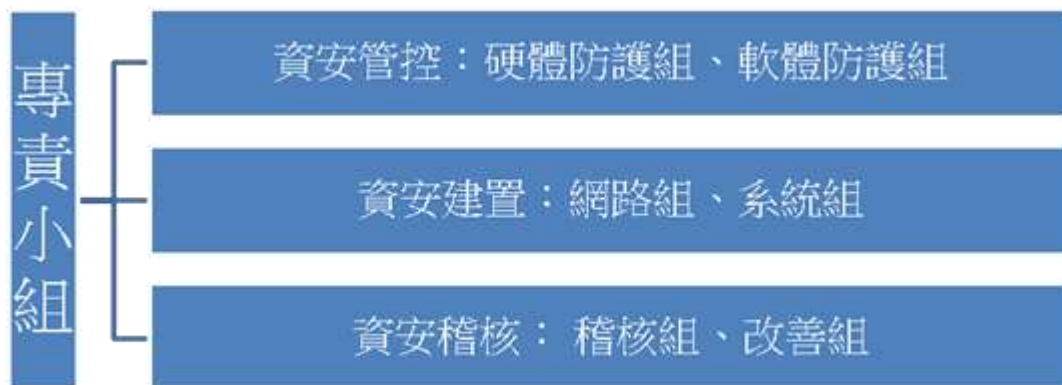 專責小組
資安管控：硬體防護組、軟體防護組
資安建置：網路組、系統組
資安稽核： 稽核組、改善組